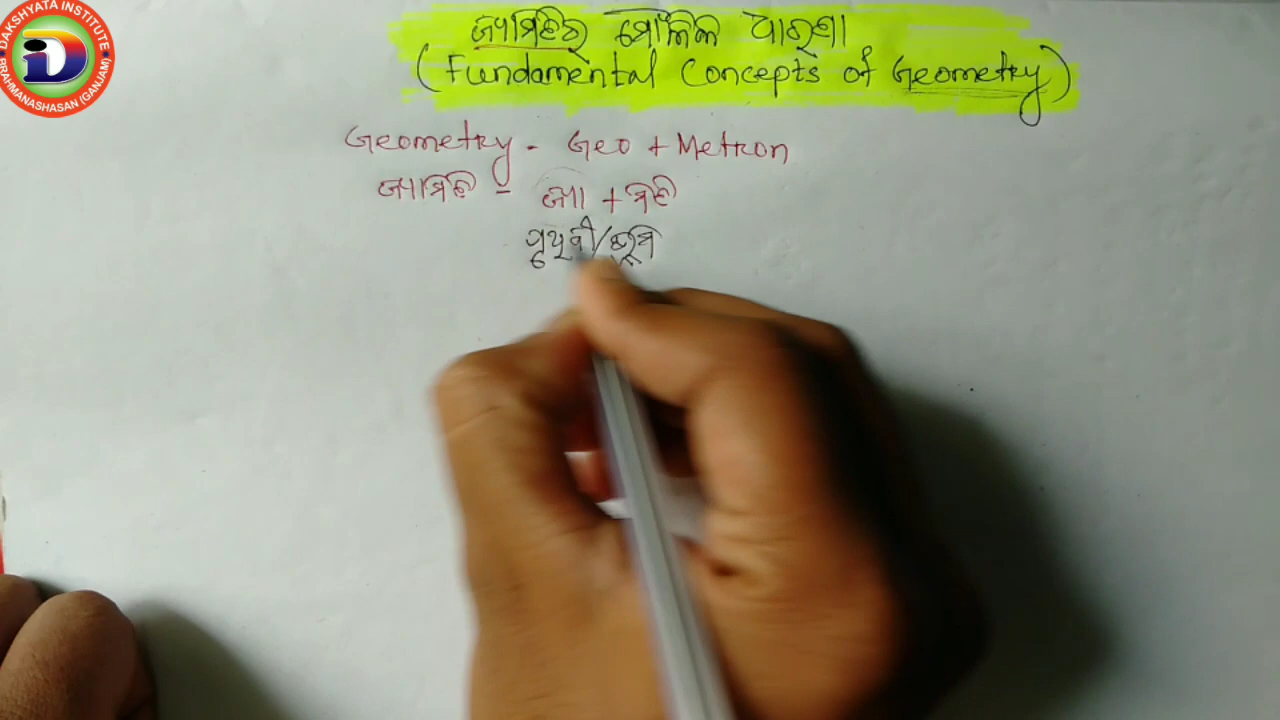 DAKSHYATA INSTITUTE
BRAHMANASHASAN (GANJAM)
ଜ୍ୟାମିତିର ମୌଳିକ ଧାରଣା
(Fundamental Concepts of Geometry)
Geometry - Geo + Metron
ଜ୍ୟାମିତି - ଜ୍ୟା + ମିତି
ପୃଥିବୀ/ଭୂମି